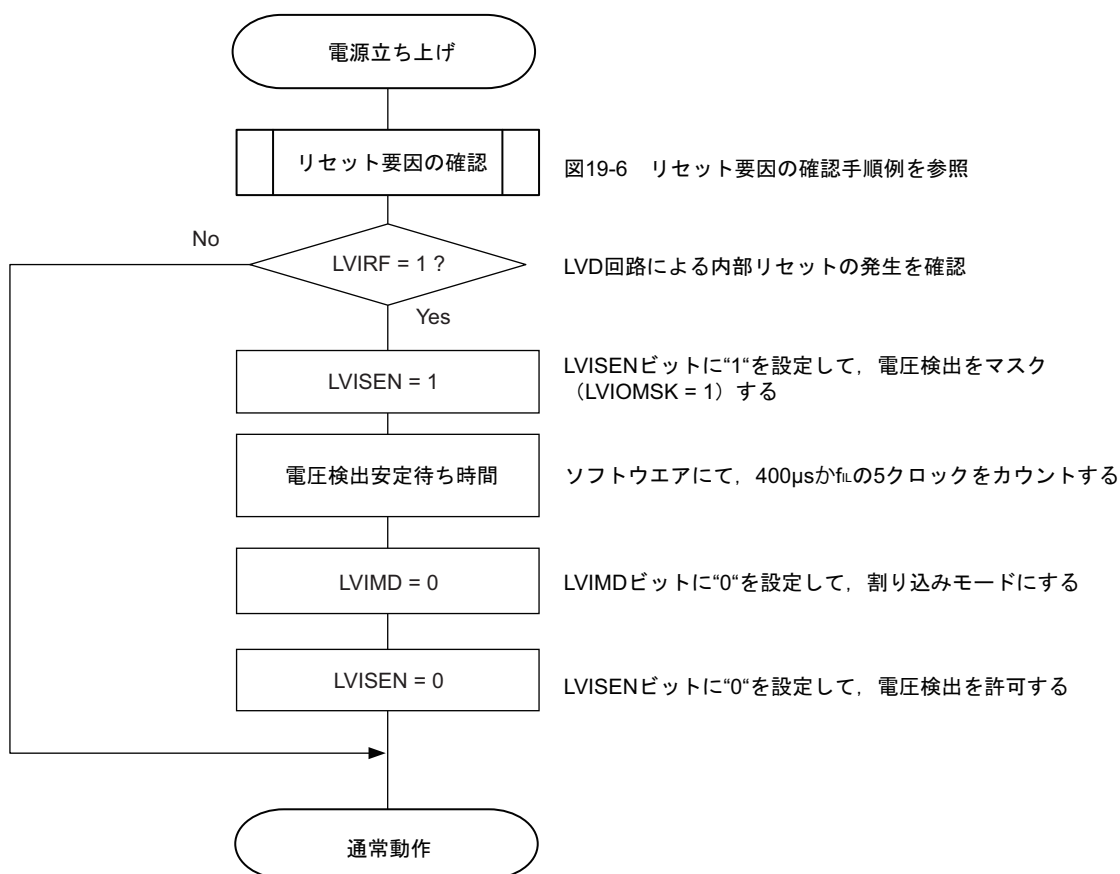 電源立ち上げ
リセット要因の確認
図19-6　リセット要因の確認手順例を参照
No
LVIRF = 1 ?
LVD回路による内部リセットの発生を確認
Yes
LVISEN = 1
LVISENビットに“1“を設定して，電圧検出をマスク
（LVIOMSK = 1）する
電圧検出安定待ち時間
ソフトウエアにて，400μsかfILの5クロックをカウントする
LVIMD = 0
LVIMDビットに“0“を設定して，割り込みモードにする
LVISEN = 0
LVISENビットに“0“を設定して，電圧検出を許可する
通常動作